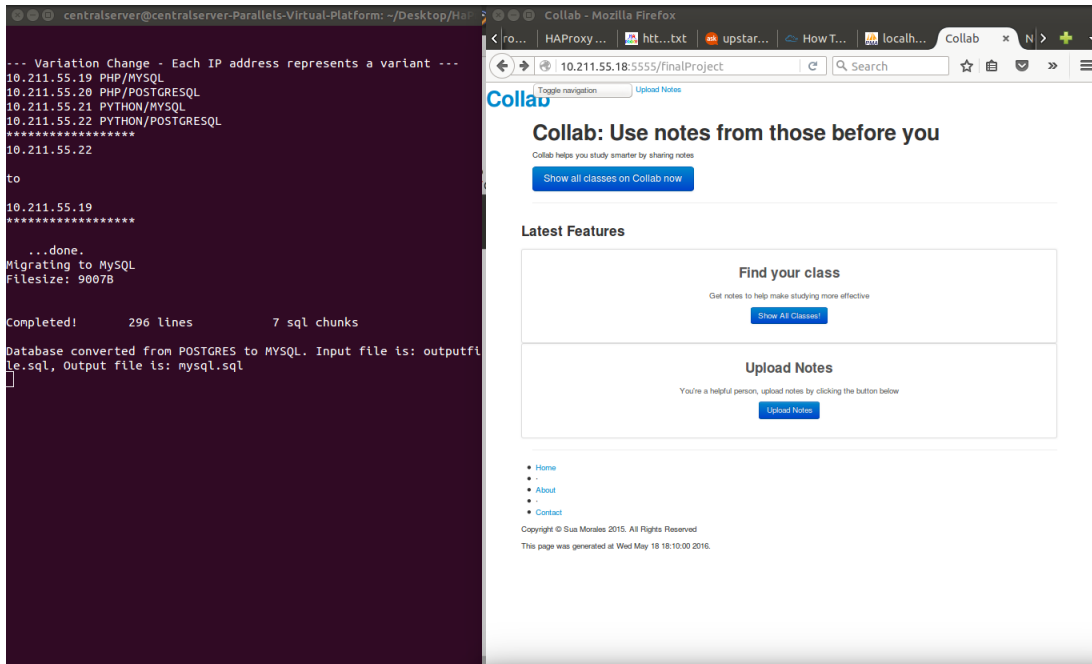 centralserver@centralserver-Parallels-Virtual-Platform: ~/Desktop/HaP
--- Variation Change - Each IP address represents a variant ---
10.211.55.19 PHP/MYSQL
10.211.55.20 PHP/POSTGRESQL
10.211.55.21 PYTHON/MYSQL
10.211.55.22 PYTHON/POSTGRESQL
******************
10.211.55.22
to
10.211.55.19
******************
...done.
Migrating to MySQL
Filesize: 9007B
Completed! 296 lines 7 sql chunks
Database converted from POSTGRES to MYSQL. Input file is: outputfi
le.sql, Output file is: mysql.sql
Collab - Mozilla Firefox
ro... HAProxy ... htt...txt upstar... How T... localh... Collab × N
10.211.55.18:5555/finalProject Search
Collab
Toggle navigation Upload Notes
Collab: Use notes from those before you
Collab helps you study smarter by sharing notes
Show all classes on Collab now
Latest Features
Find your class
Get notes to help make studying more effective
Show All Classes!
Upload Notes
You're a helpful person, upload notes by clicking the button below
Upload Notes
• Home
• ·
• About
• ·
• Contact
Copyright © Sua Morales 2015. All Rights Reserved
This page was generated at Wed May 18 18:10:00 2016.